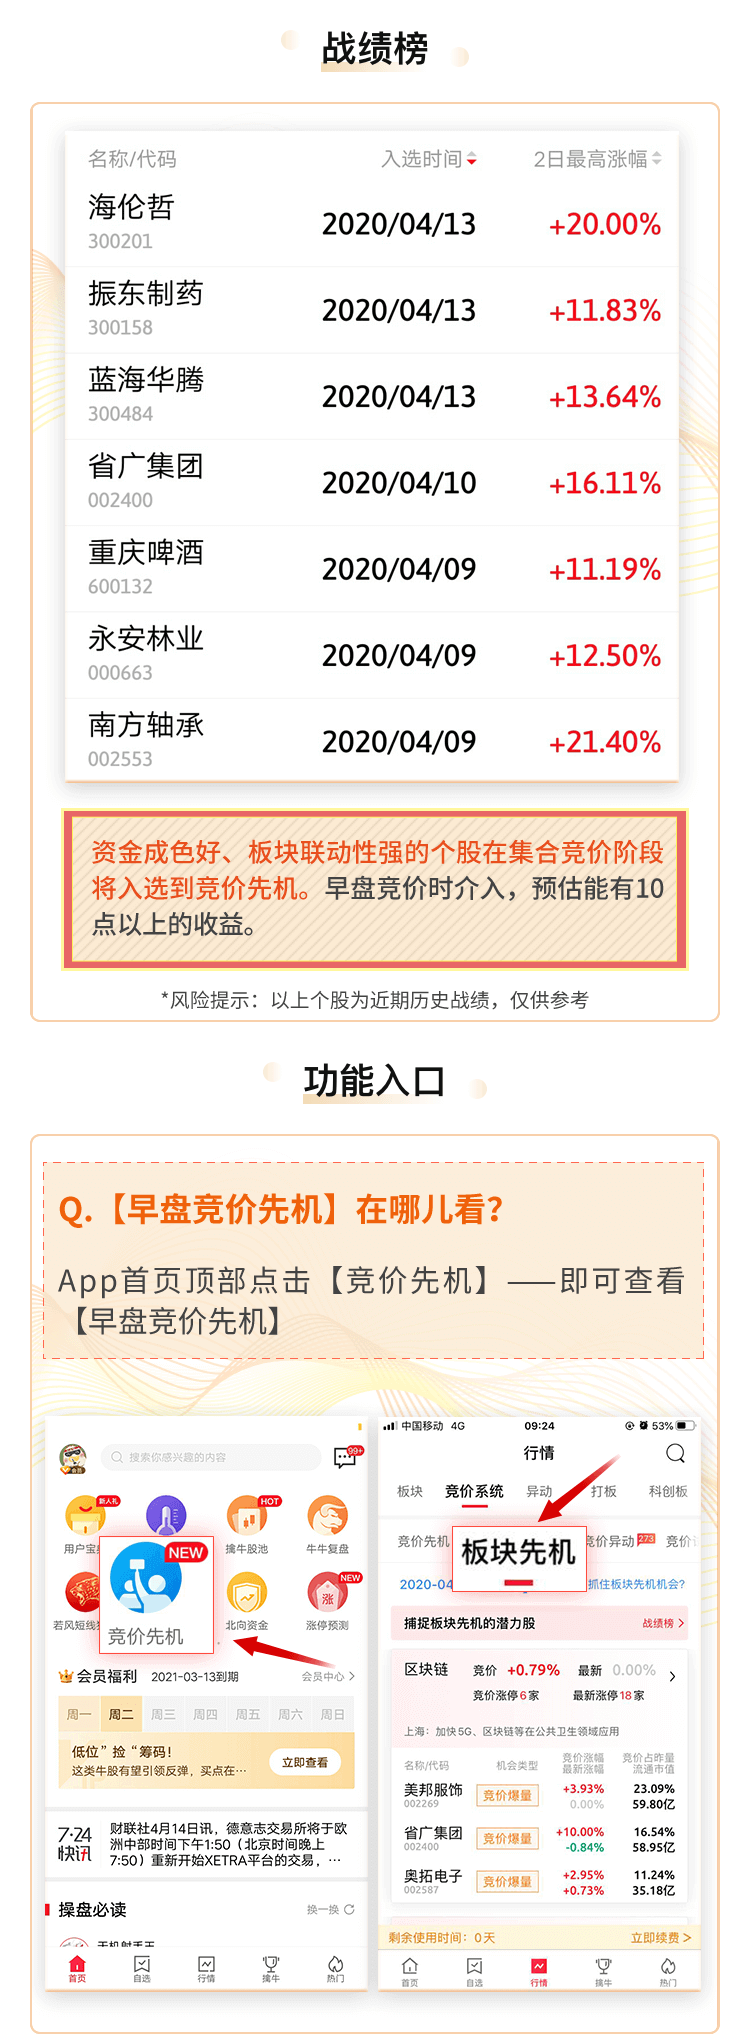 战绩榜
名称/代码 入选时间 2日最高涨幅
海伦哲
300201 2020/04/13 +20.00%
振东制药
300158 2020/04/13 +11.83%
蓝海华腾
300484 2020/04/13 +13.64%
省广集团
002400 2020/04/10 +16.11%
重庆啤酒
600132 2020/04/09 +11.19%
永安林业
000663 2020/04/09 +12.50%
南方轴承
002553 2020/04/09 +21.40%
资金成色好、板块联动性强的个股在集合竞价阶段
将入选到竞价先机。早盘竞价时介入，预估能有10
点以上的收益。
*风险提示：以上个股为近期历史战绩，仅供参考
功能入口
Q.【早盘竞价先机】在哪儿看？
App首页顶部点击【竞价先机】——即可查看
【早盘竞价先机】
搜索你感兴趣的内容
99+
会员
新人礼
HOT
用户宝
擒牛股池
牛牛复盘
NEW
竞价先机
NEW
涨
若风短线
北向资金
涨停预测
会员福利 2021-03-13到期 会员中心
周一 周二 周三 周四 周五 周六 周日
低位”捡“筹码！
这类牛股有望引领反弹，买点在…
立即查看
7·24
快讯
财联社4月14日讯，德意志交易所将于欧
洲中部时间下午1:50（北京时间晚上
7:50）重新开始XETRA平台的交易，…
操盘必读 换一换
首页 自选 行情 擒牛 热门
中国移动 4G 09:24 53%
行情
板块 竞价系统 异动 打板 科创板
竞价先机 板块先机 竞价异动 273 竞价
2020-04 抓住板块先机机会?
捕捉板块先机的潜力股 战绩榜
区块链 竞价 +0.79% 最新 0.00%
竞价涨停6家 最新涨停18家
上海：加快5G、区块链等在公共卫生领域应用
名称/代码 机会类型 竞价涨幅 竞价占昨量
最新涨幅 流通市值
美邦服饰 竞价爆量 +3.93% 23.09%
002269 0.00% 59.80亿
省广集团 竞价爆量 +10.00% 16.54%
002400 -0.84% 58.95亿
奥拓电子 竞价爆量 +2.95% 11.24%
002587 +0.73% 35.18亿
剩余使用时间：0天 立即续费 >
首页 自选 行情 擒牛 热门